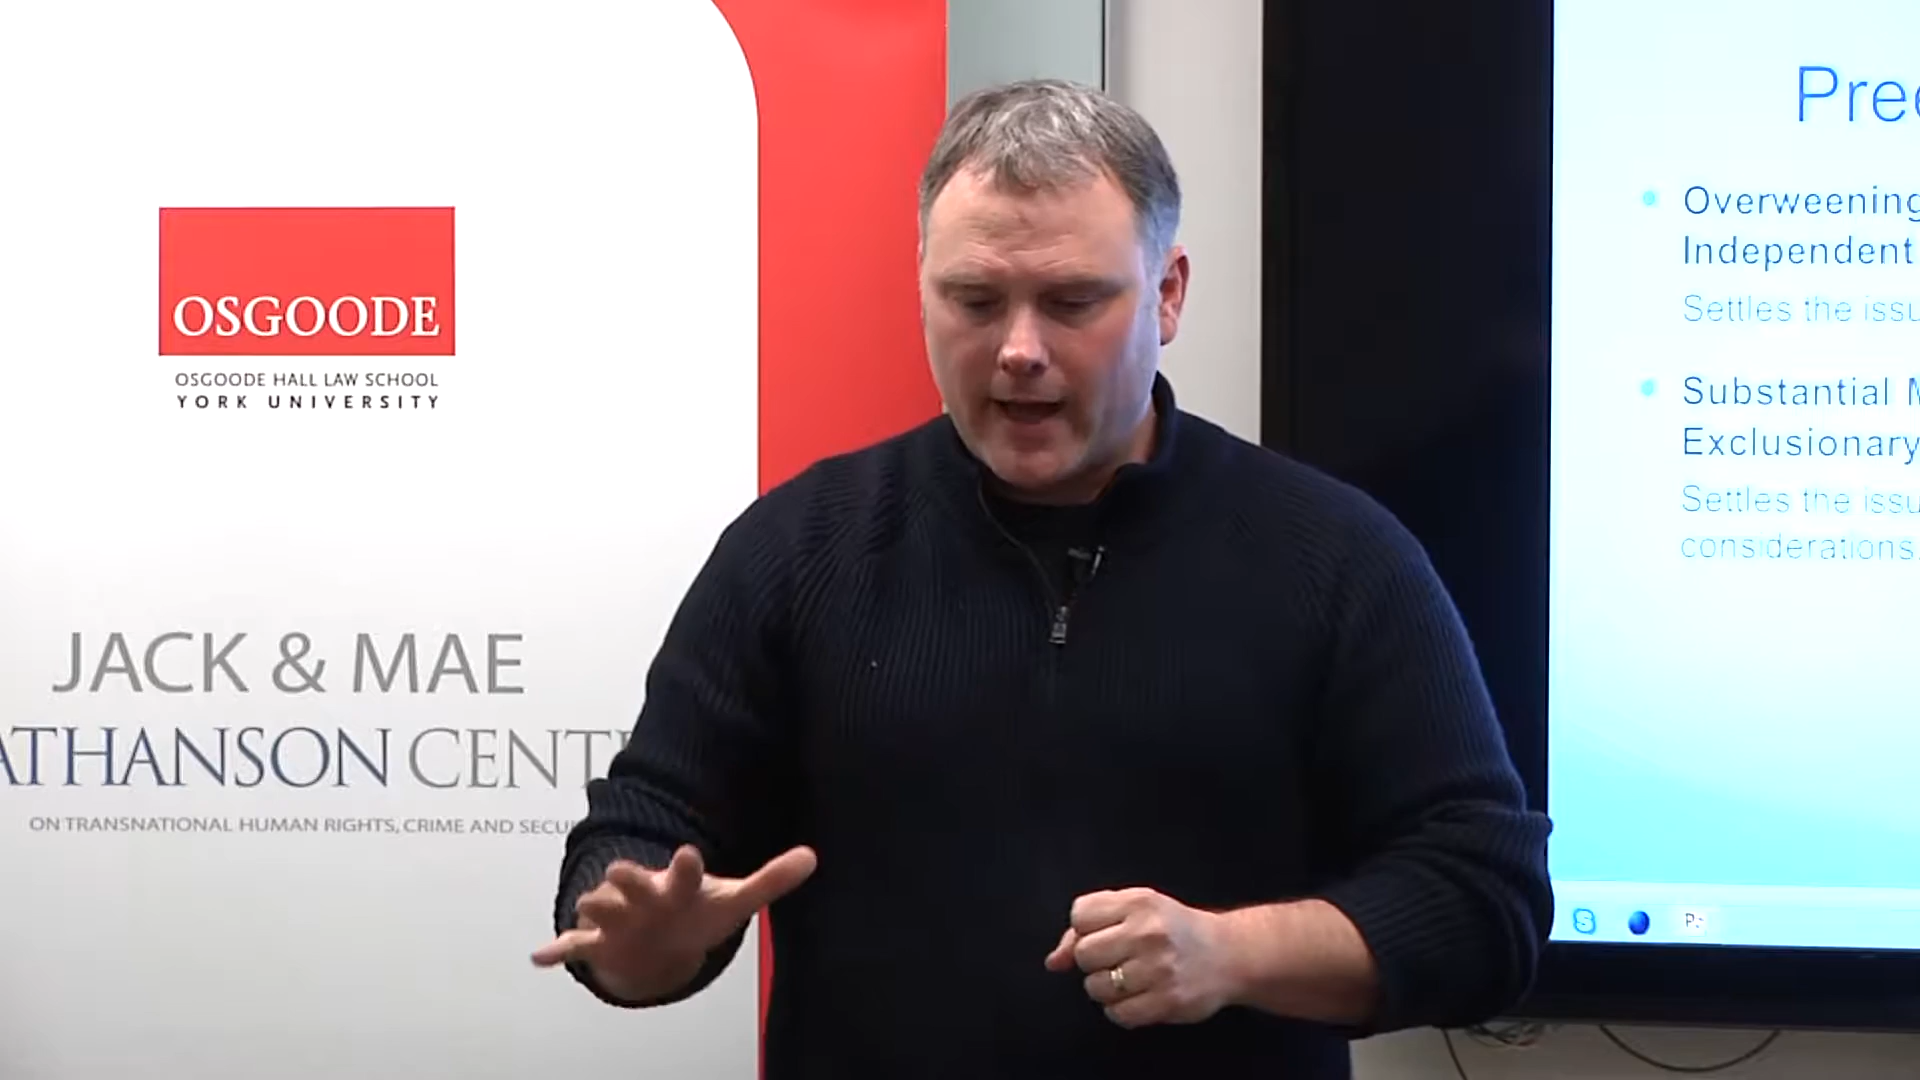 OSGOODE
OSGOODE HALL LAW SCHOOL
YORK UNIVERSITY
JACK & MAE
ATHANSON CENT
ON TRANSNATIONAL HUMAN RIGHTS, CRIME AND SECU
Pre
Overweening
Independent
Settles the issu
Substantial M
Exclusionary
Settles the issu
considerations.